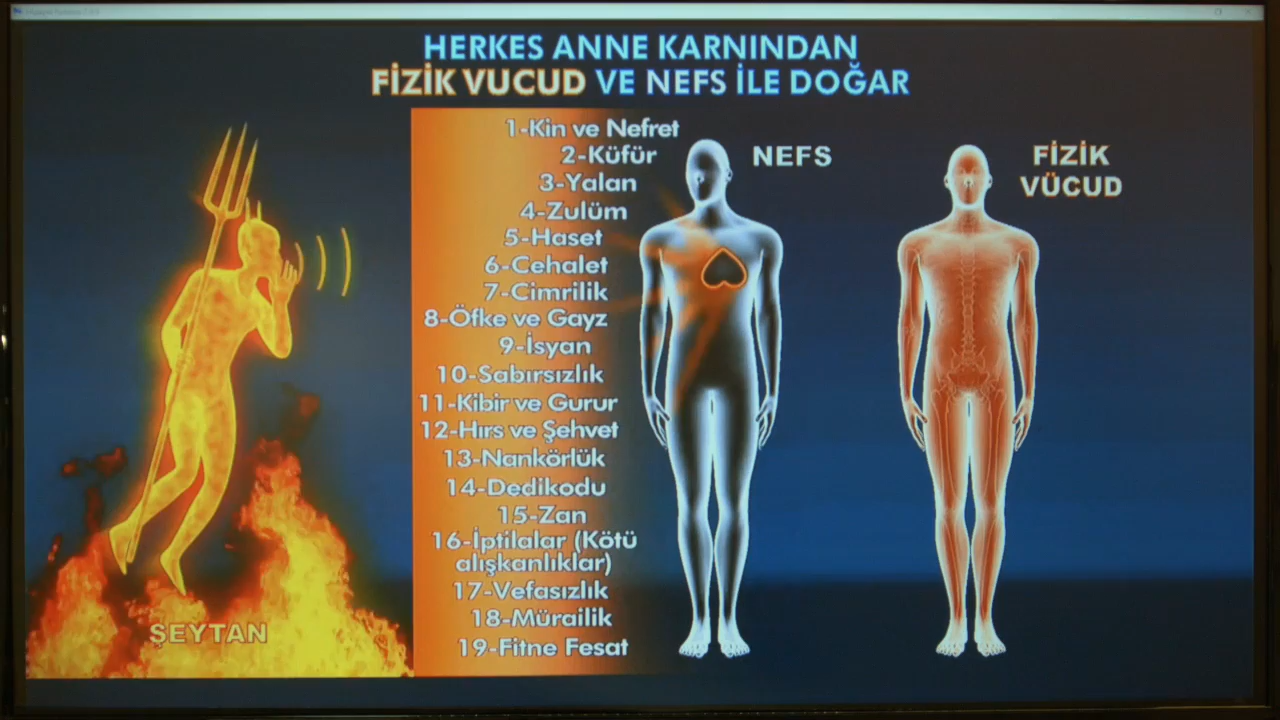 HERKES ANNE KARNINDAN
FİZİK VUCUD VE NEFS İLE DOĞAR
1-Kin ve Nefret
2-Küfür
3-Yalan
4-Zulüm
5-Haset
6-Cehalet
7-Cimrilik
8-Öfke ve Gayz
9-İsyan
10-Sabırsızlık
11-Kibir ve Gurur
12-Hırs ve Şehvet
13-Nankörlük
14-Dedikodu
15-Zan
16-İptilalar (Kötü
alışkanlıklar)
17-Vefasızlık
18-Mürailik
19-Fitne Fesat
NEFS
FİZİK
VÜCUD
ŞEYTAN